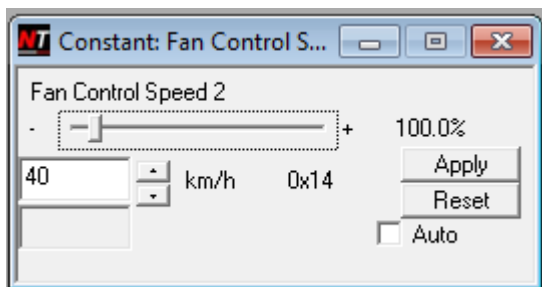 NT Constant: Fan Control S...
Fan Control Speed 2
- + 100.0%
40 km/h 0x14 Apply
Reset
Auto